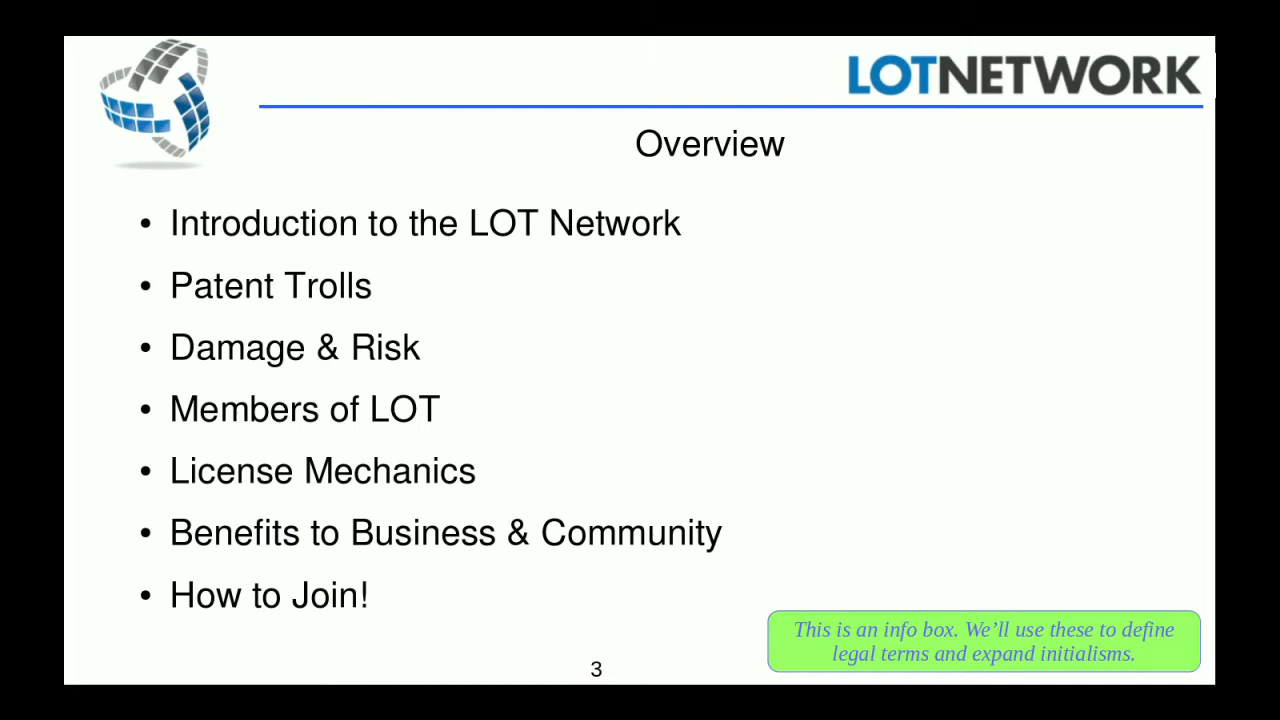 LOTNETWORK
Overview
• Introduction to the LOT Network
• Patent Trolls
• Damage & Risk
• Members of LOT
• License Mechanics
• Benefits to Business & Community
• How to Join!
This is an info box. We’ll use these to define
legal terms and expand initialisms.
3